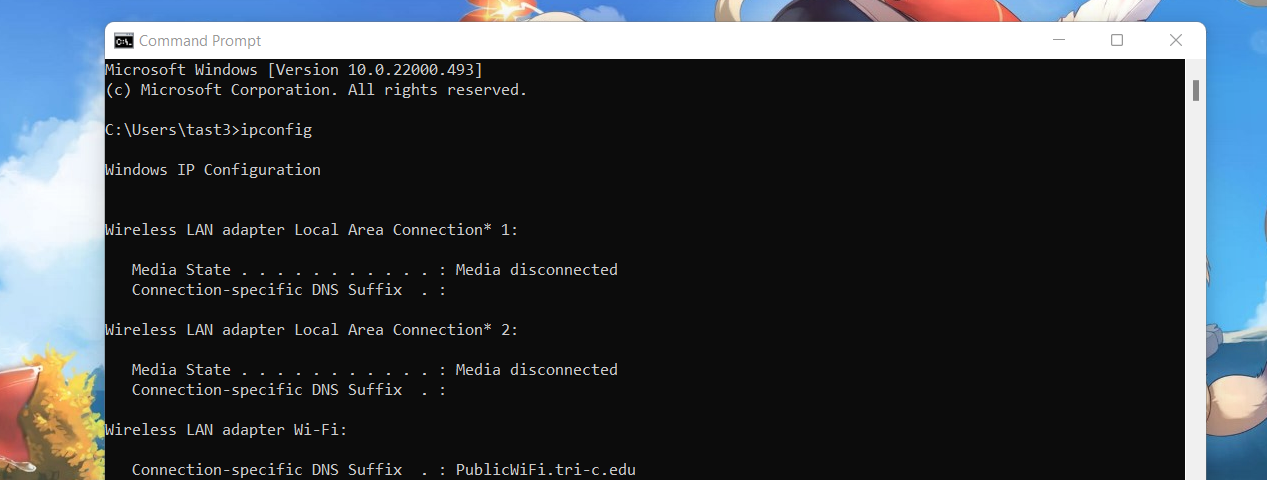 C:\. Command Prompt
Microsoft Windows [Version 10.0.22000.493]
(c) Microsoft Corporation. All rights reserved.
C:\Users\tast3>ipconfig
Windows IP Configuration
Wireless LAN adapter Local Area Connection* 1:
Media State . . . . . . . . . . . : Media disconnected
Connection-specific DNS Suffix  . :
Wireless LAN adapter Local Area Connection* 2:
Media State . . . . . . . . . . . : Media disconnected
Connection-specific DNS Suffix  . :
Wireless LAN adapter Wi-Fi:
Connection-specific DNS Suffix  . : PublicWiFi.tri-c.edu